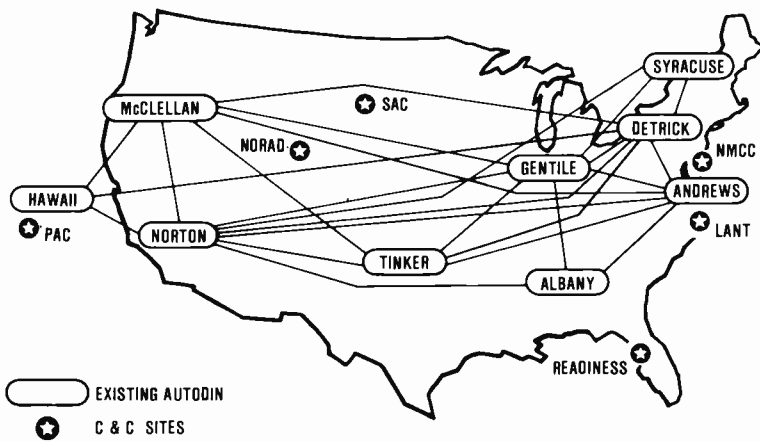 SYRACUSE
McCLELLAN
SAC
DETRICK
NORAD
NMCC
GENTILE
HAWAII
ANDREWS
PAC
NORTON
LANT
TINKER
ALBANY
READINESS
EXISTING AUTODIN
C & C SITES